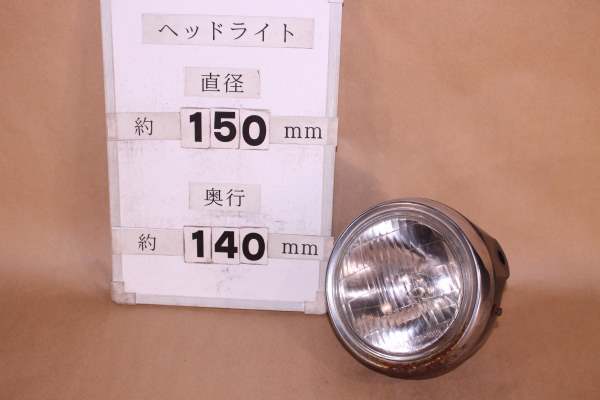 ヘッドライト
直径
約 150 mm
奥行
約 140 mm